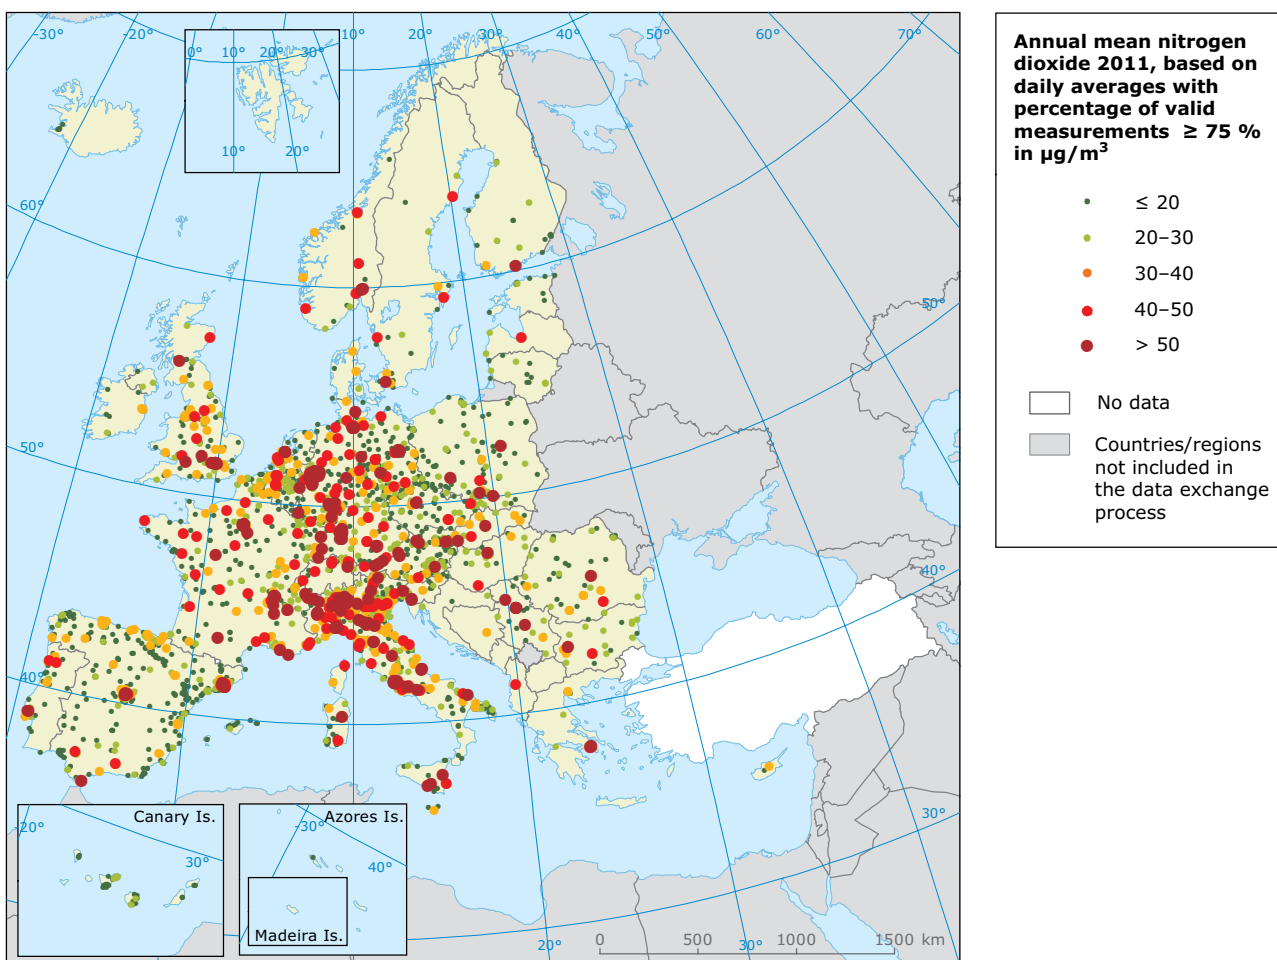 -30° -20° 10° 20° 30° 60° 70°
0° 10° 20° 30°
10° 20°
60°
50°
50°
40°
40°
30°
20° 30°
Canary Is.
20°
30°
Azores Is.
-30°
40°
Madeira Is.
0 500 1000 1500 km
Annual mean nitrogen
dioxide 2011, based on
daily averages with
percentage of valid
measurements ≥ 75 %
in µg/m³
≤ 20
20–30
30–40
40–50
> 50
No data
Countries/regions
not included in
the data exchange
process